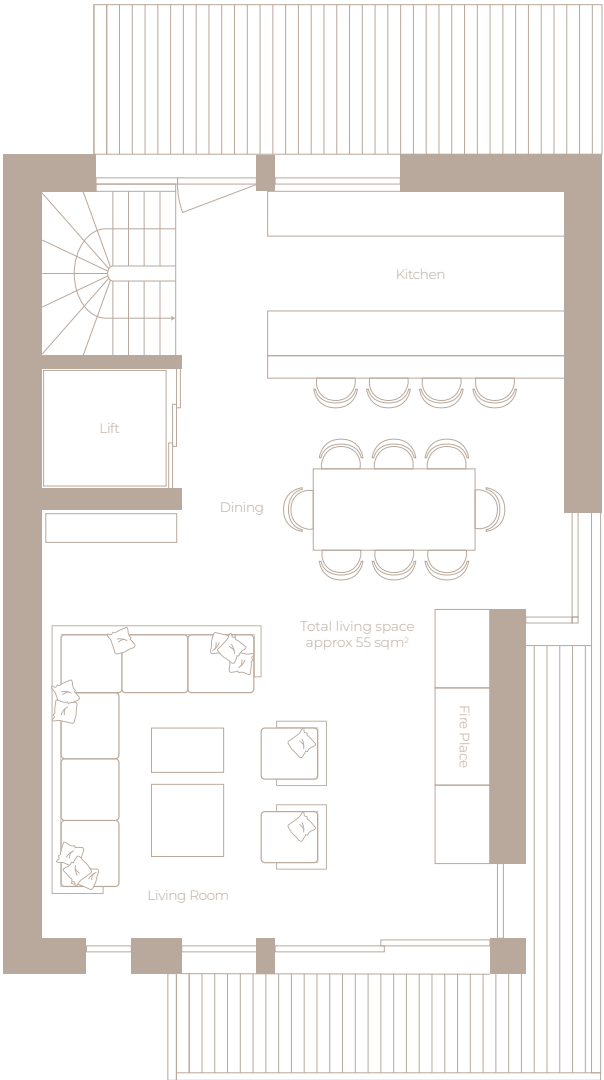 Kitchen
Lift
Dining
Total living space
approx 55 sqm²
Fire Place
Living Room